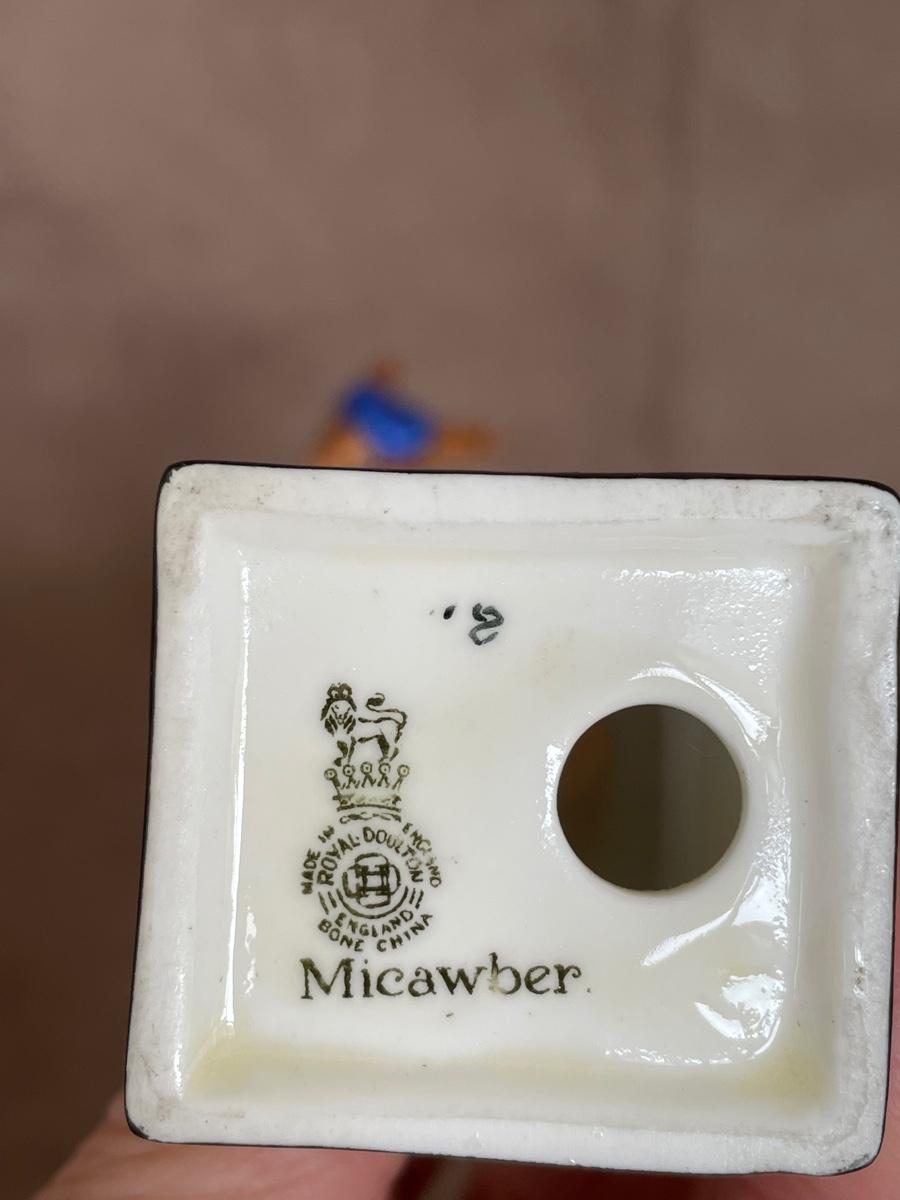 MADE IN ENGLAND
ROYAL DOULTON
ENGLAND
BONE CHINA
Micawber.